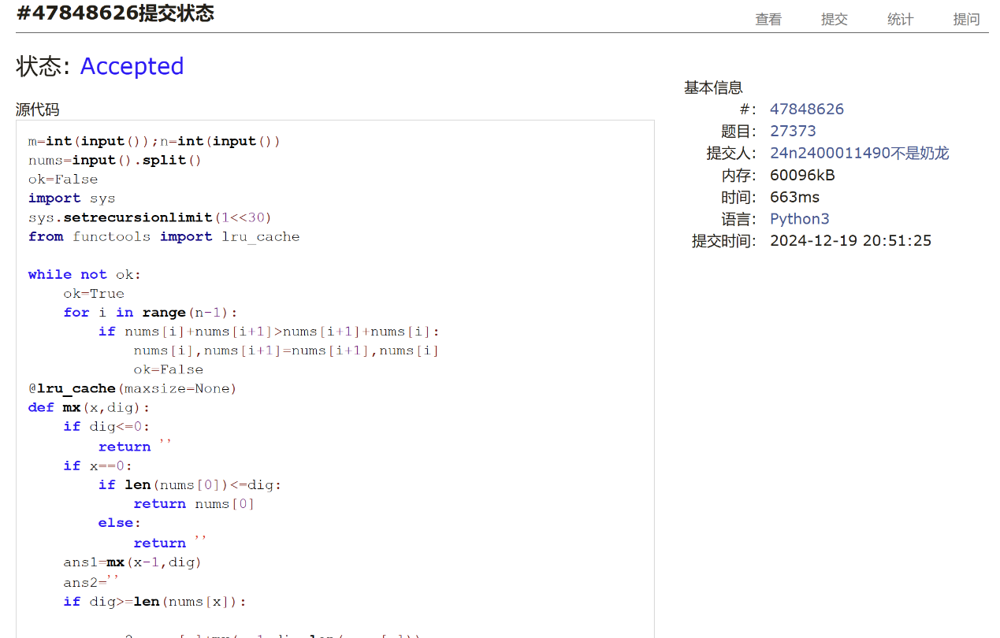 #47848626提交状态
查看 提交 统计 提问
状态: Accepted
源代码
m=int(input());n=int(input())
nums=input().split()
ok=False
import sys
sys.setrecursionlimit(1<<30)
from functools import lru_cache
while not ok:
    ok=True
    for i in range(n-1):
        if nums[i]+nums[i+1]>nums[i+1]+nums[i]:
            nums[i],nums[i+1]=nums[i+1],nums[i]
            ok=False
@lru_cache(maxsize=None)
def mx(x,dig):
    if dig<=0:
        return ''
    if x==0:
        if len(nums[0])<=dig:
            return nums[0]
        else:
            return ''
    ans1=mx(x-1,dig)
    ans2=''
    if dig>=len(nums[x]):
基本信息
#: 47848626
题目: 27373
提交人: 24n2400011490不是奶龙
内存: 60096kB
时间: 663ms
语言: Python3
提交时间: 2024-12-19 20:51:25